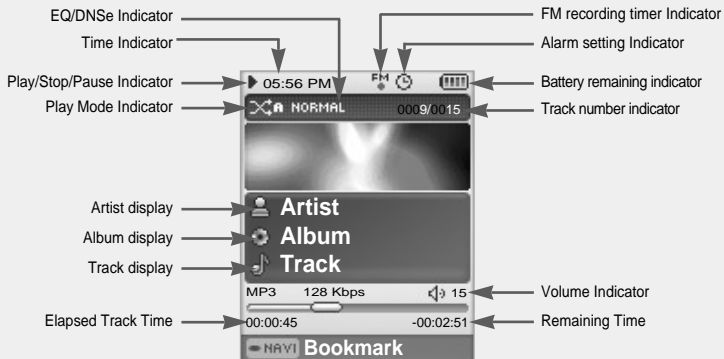 EQ/DNSe Indicator
Time Indicator
Play/Stop/Pause Indicator
Play Mode Indicator
FM recording timer Indicator
Alarm setting Indicator
Battery remaining indicator
Track number indicator
05:56 PM FM
A NORMAL 0009/0015
Artist display
Album display
Track display
Artist
Album
Track
MP3 128 Kbps 15
Volume Indicator
Elapsed Track Time
00:00:45 -00:02:51
Remaining Time
NAVI Bookmark